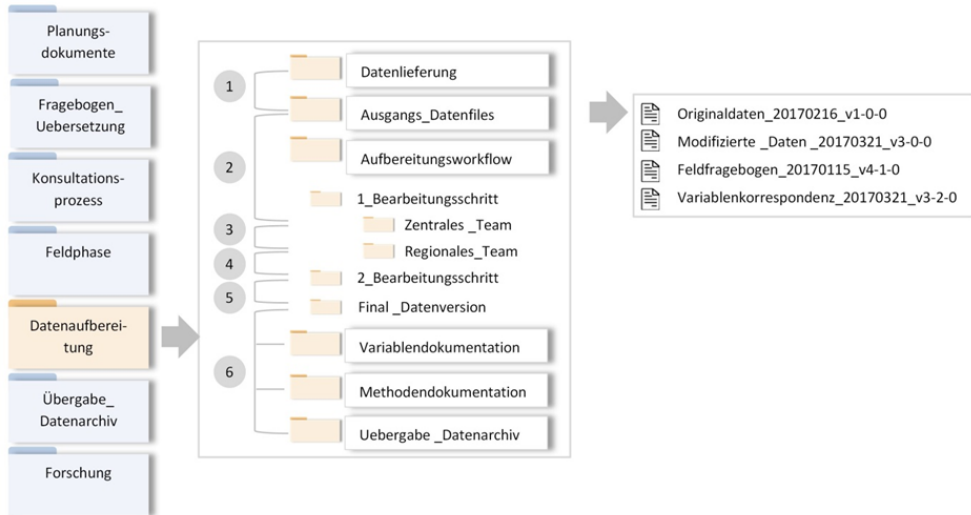 Planungs-
dokumente
Fragebogen_
Uebersetzung
Konsultations-
prozess
Feldphase
Datenaufberei-
tung
Übergabe_
Datenarchiv
Forschung
1
2
3
4
5
6
Datenlieferung
Ausgangs_Datenfiles
Aufbereitungsworkflow
1_Bearbeitungsschritt
Zentrales _Team
Regionales_Team
2_Bearbeitungsschritt
Final _Datenversion
Variablendokumentation
Methodendokumentation
Uebergabe _Datenarchiv
Originaldaten_20170216_v1-0-0
Modifizierte _Daten _20170321_v3-0-0
Feldfragebogen_20170115_v4-1-0
Variablenkorrespondenz_20170321_v3-2-0